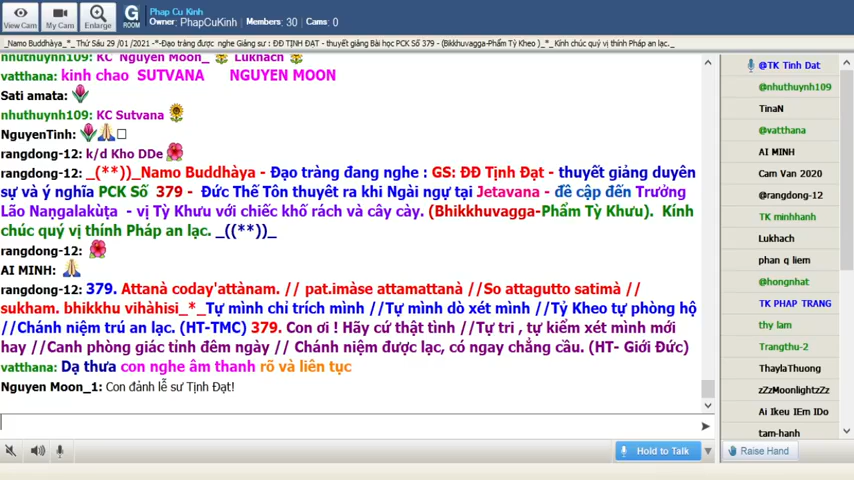 Phap Cu Kinh
Owner: PhapCuKinh | Members: 30 | Cams: 0
View Cam
My Cam
Enlarge
G
ROOM
_Namo Buddhàya_*_ Thứ Sáu 29 /01 /2021 -*-Đạo tràng được nghe Giảng sư : ĐĐ TỊNH ĐẠT - thuyết giảng Bài học PCK Số 379 - (Bikkhuvagga-Phẩm Tỳ Kheo )_*_ Kính chúc quý vị thính Pháp an lạc._
nhuthuynh109: KC Nguyen Moon_ Lukhach
vatthana: kinh chao SUTVANA NGUYEN MOON
Sati amata:
nhuthuynh109: KC Sutvana
NguyenTinh:
rangdong-12: k/d Kho DDe
rangdong-12: _(**))_Namo Buddhàya - Đạo tràng đang nghe : GS: ĐĐ Tịnh Đạt - thuyết giảng duyên
sự và ý nghĩa PCK Số 379 - Đức Thế Tôn thuyêt ra khi Ngài ngự tại Jetavana - đề cập đến Trưởng
Lão Naṇgalakùṭa - vị Tỳ Khưu với chiếc khố rách và cây cày. (Bhikkhuvagga-Phẩm Tỳ Khưu). Kính
chúc quý vị thính Pháp an lạc. _((**))_
rangdong-12:
AI MINH:
rangdong-12: 379. Attanà coday'attànam. // pat.imàse attamattanà //So attagutto satimà //
sukham. bhikkhu vihàhisi_*_Tự mình chỉ trích mình //Tự mình dò xét mình //Tỷ Kheo tự phòng hộ
//Chánh niệm trú an lạc. (HT-TMC) 379. Con ơi ! Hãy cứ thật tình //Tự tri , tự kiểm xét mình mới
hay //Canh phòng giác tỉnh đêm ngày // Chánh niệm được lạc, có ngay chẳng cầu. (HT- Giới Đức)
vatthana: Dạ thưa con nghe âm thanh rõ và liên tục
Nguyen Moon_1: Con đảnh lễ sư Tịnh Đạt!
Hold to Talk
@TK Tinh Dat
@nhuthuynh109
TinaN
@vatthana
AI MINH
Cam Van 2020
@rangdong-12
TK minhhanh
Lukhach
phan q liem
@hongnhat
TK PHAP TRANG
thy lam
Trangthu-2
ThaylaThuong
zZzMoonlightzZz
Ai Ikeu IEm IDo
tam-hanh
Raise Hand